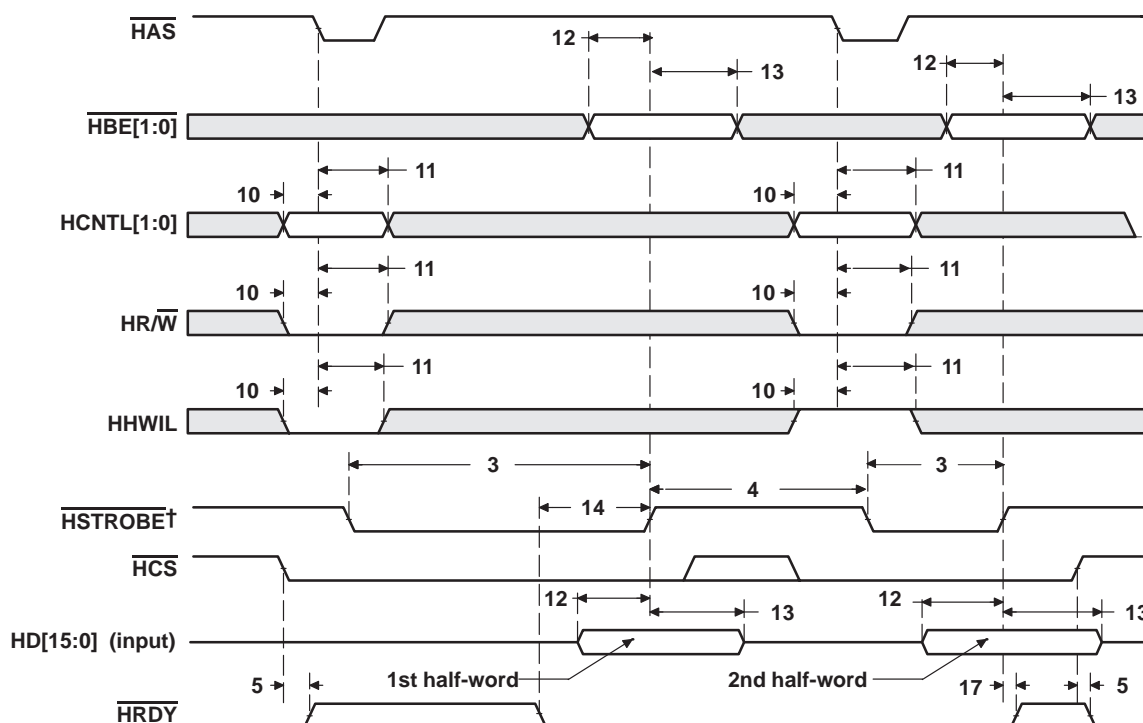 HAS
12
12
13
13
HBE[1:0]
11
11
10
10
HCNTL[1:0]
11
11
10
10
HR/W
11
11
10
10
HHWIL
3
3
4
14
HSTROBE†
HCS
12
12
13
13
HD[15:0] (input)
1st half-word
2nd half-word
5
17
5
HRDY